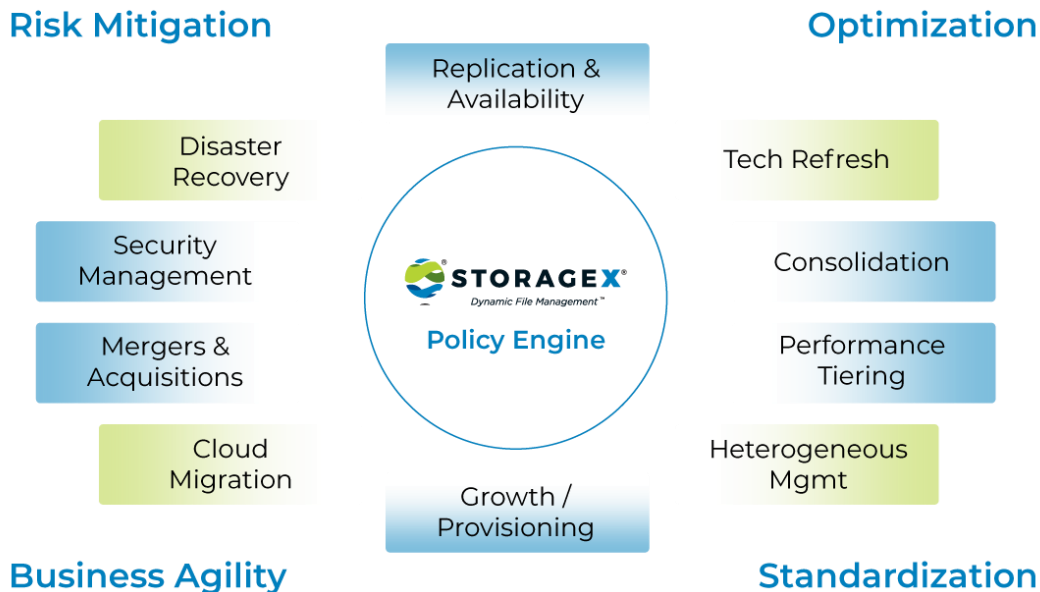 Risk Mitigation
Optimization
Replication &
Availability
Disaster
Recovery
Tech Refresh
Security
Management
Consolidation
®
STORAGEX®
Dynamic File Management™
Policy Engine
Mergers &
Acquisitions
Performance
Tiering
Cloud
Migration
Heterogeneous
Mgmt
Growth /
Provisioning
Business Agility
Standardization